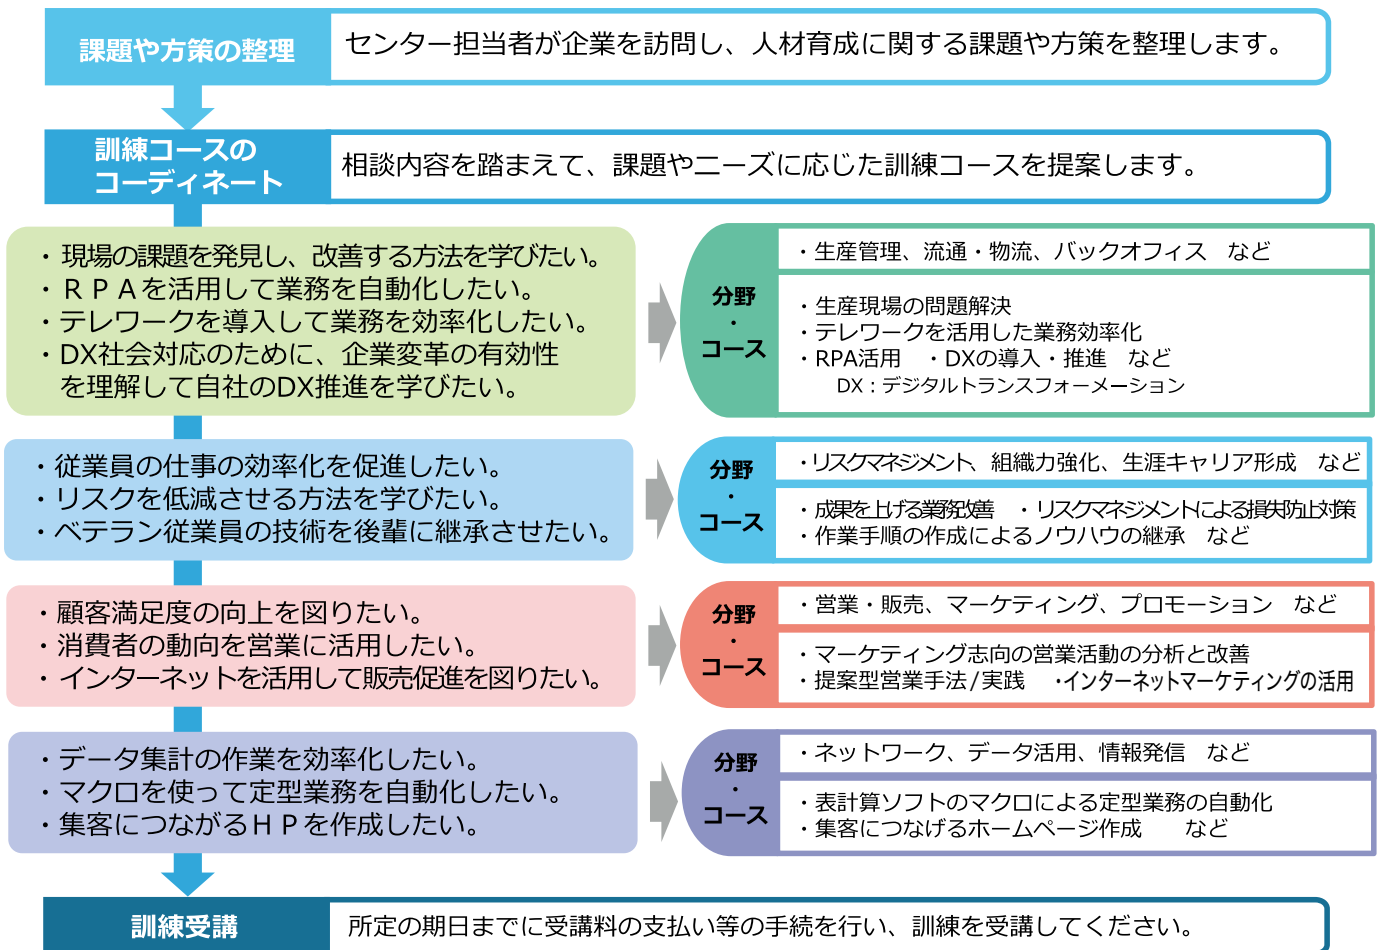 課題や方策の整理
センター担当者が企業を訪問し、人材育成に関する課題や方策を整理します。
訓練コースの
コーディネート
相談内容を踏まえて、課題やニーズに応じた訓練コースを提案します。
・現場の課題を発見し、改善する方法を学びたい。
・ＲＰＡを活用して業務を自動化したい。
・テレワークを導入して業務を効率化したい。
・DX社会対応のために、企業変革の有効性
を理解して自社のDX推進を学びたい。
分野
・
コース
・生産管理、流通・物流、バックオフィス　など
・生産現場の問題解決
・テレワークを活用した業務効率化
・RPA活用　・DXの導入・推進　など
DX：デジタルトランスフォーメーション
・従業員の仕事の効率化を促進したい。
・リスクを低減させる方法を学びたい。
・ベテラン従業員の技術を後輩に継承させたい。
分野
・
コース
・リスクマネジメント、組織力強化、生涯キャリア形成　など
・成果を上げる業務改善　・リスクマネジメントによる損失防止対策
・作業手順の作成によるノウハウの継承　など
・顧客満足度の向上を図りたい。
・消費者の動向を営業に活用したい。
・インターネットを活用して販売促進を図りたい。
分野
・
コース
・営業・販売、マーケティング、プロモーション　など
・マーケティング志向の営業活動の分析と改善
・提案型営業手法/実践　・インターネットマーケティングの活用
・データ集計の作業を効率化したい。
・マクロを使って定型業務を自動化したい。
・集客につながるＨＰを作成したい。
分野
・
コース
・ネットワーク、データ活用、情報発信　など
・表計算ソフトのマクロによる定型業務の自動化
・集客につなげるホームページ作成　　など
訓練受講
所定の期日までに受講料の支払い等の手続を行い、訓練を受講してください。